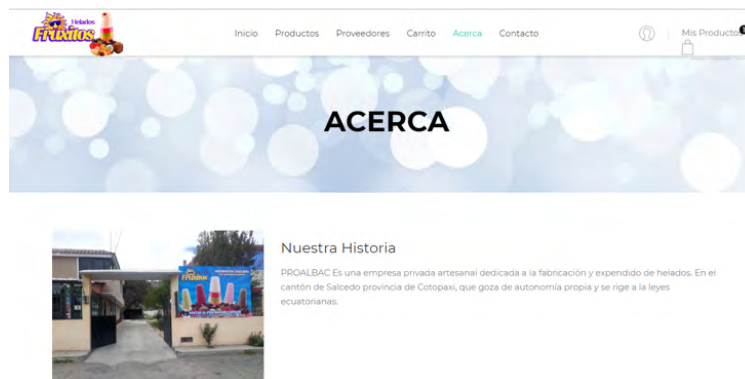 Helados
FRUXITOS
Inicio Productos Proveedores Carrito Acerca Contacto
Mis Productos
ACERCA
Nuestra Historia
PROALBAC Es una empresa privada artesanal dedicada a la fabricación y expendido de helados. En el
cantón de Salcedo provincia de Cotopaxi, que goza de autonomía propia y se rige a la leyes
ecuatorianas.